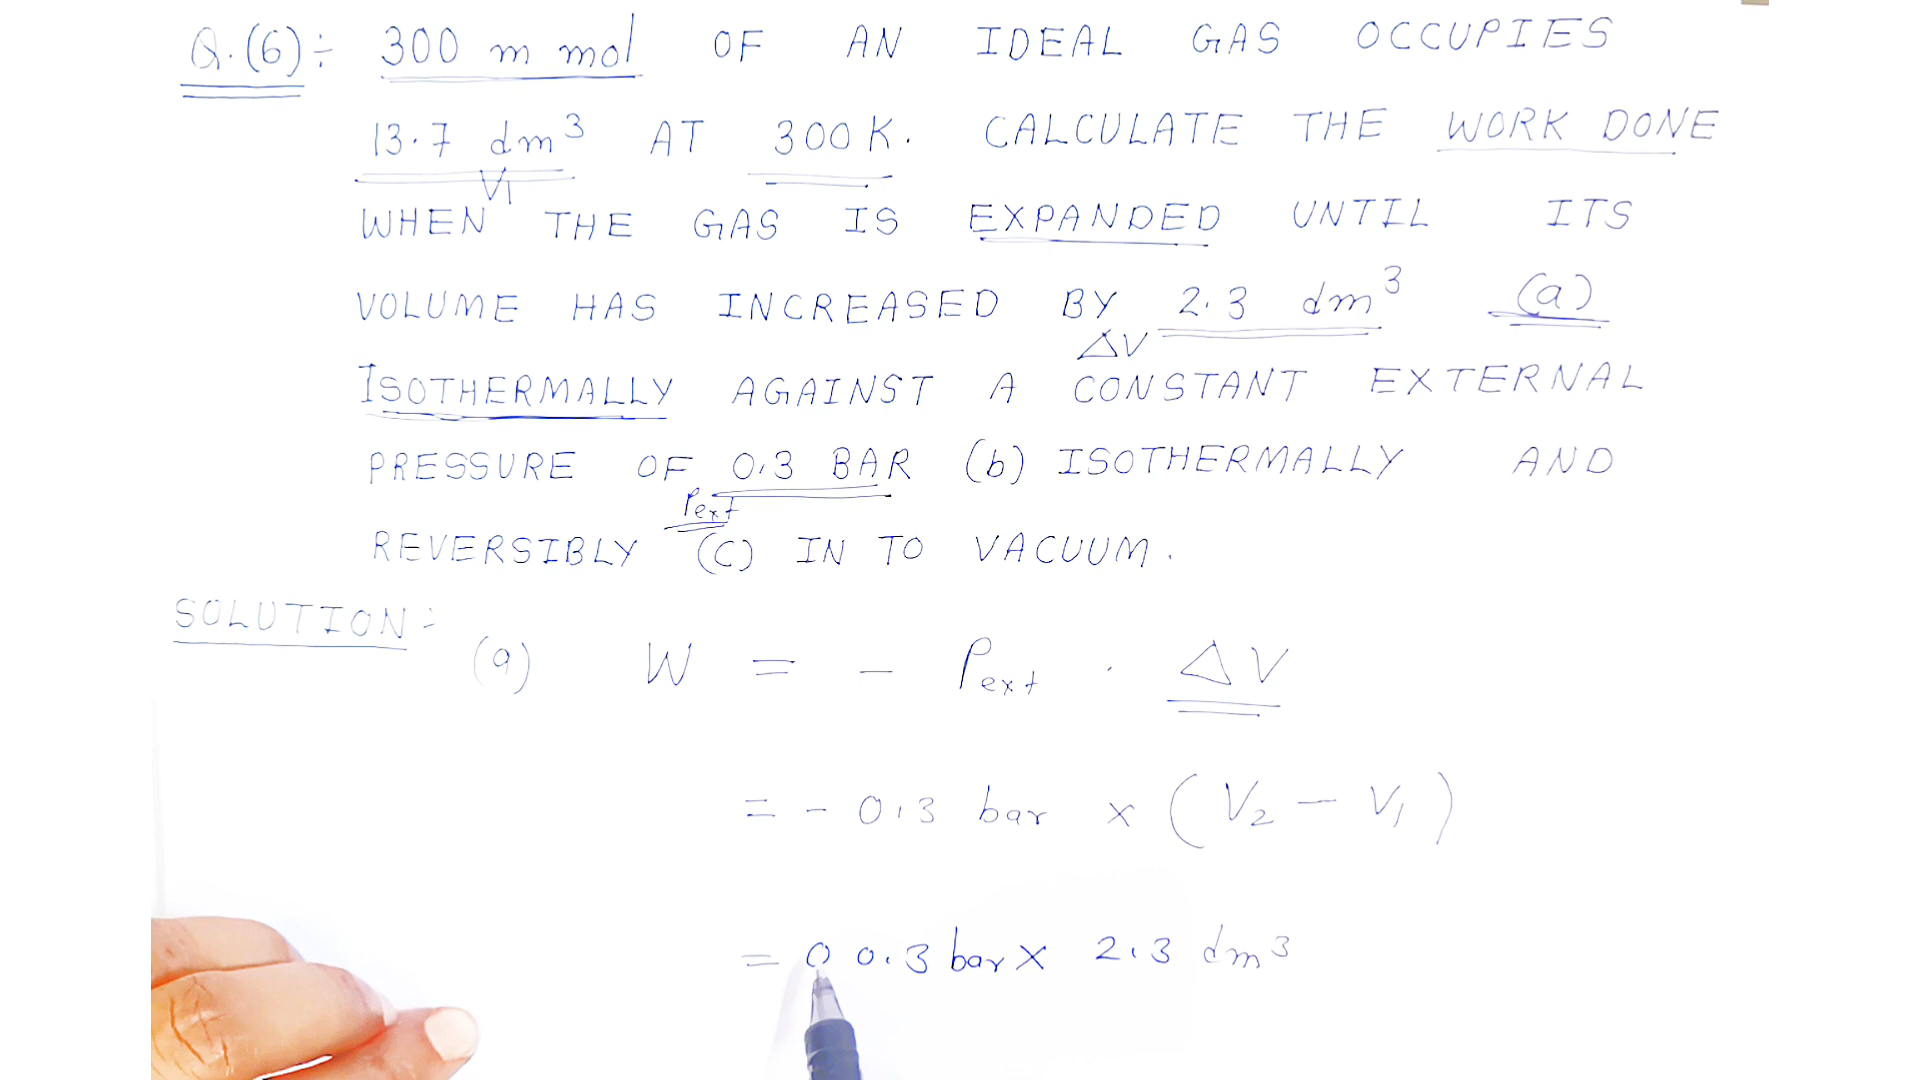 Q.(6):- 300 m mol OF AN IDEAL GAS OCCUPIES
13.7 dm³ AT 300K. CALCULATE THE WORK DONE
V₁
WHEN THE GAS IS EXPANDED UNTIL ITS
VOLUME HAS INCREASED BY 2.3 dm³ (a)
ΔV
ISOTHERMALLY AGAINST A CONSTANT EXTERNAL
PRESSURE OF 0.3 BAR (b) ISOTHERMALLY AND
Pext
REVERSIBLY (C) IN TO VACUUM.
SOLUTION:-
(a) W = - Pext . ΔV
= - 0.3 bar × (V₂ - V₁)
= 0 0.3 bar × 2.3 dm³